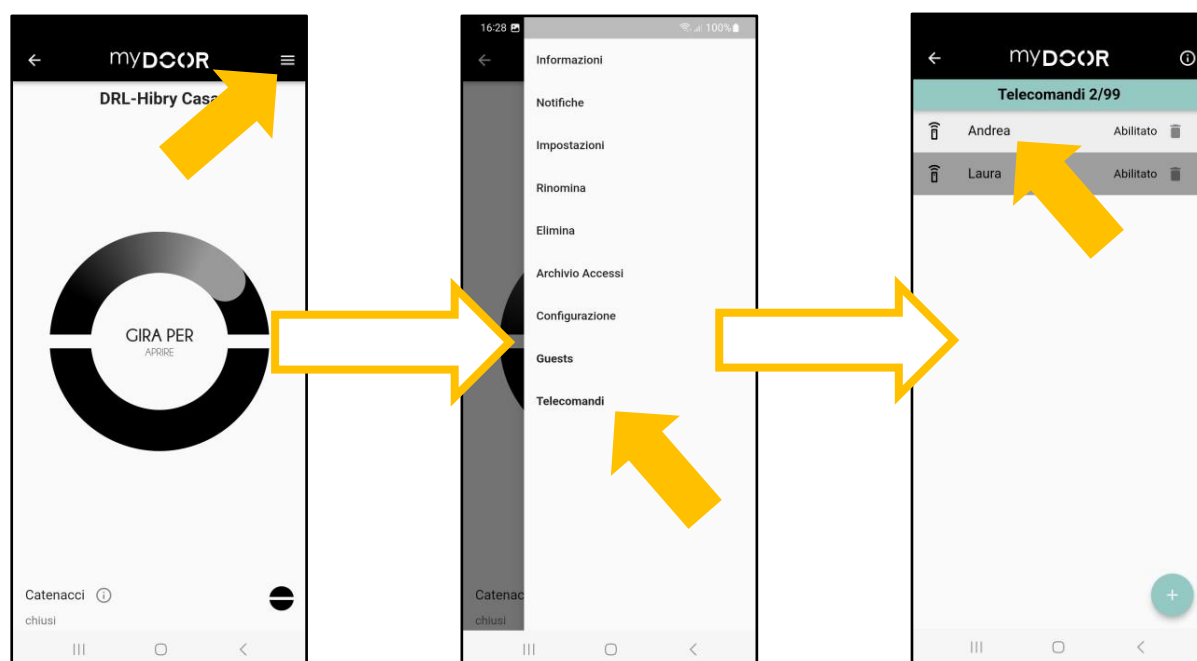 myDOOR
DRL-Hibry Casa
GIRA PER
APRIRE
Catenacci
chiusi
16:28
100%
Informazioni
Notifiche
Impostazioni
Rinomina
Elimina
Archivio Accessi
Configurazione
Guests
Telecomandi
Catenac
chiusi
myDOOR
Telecomandi 2/99
Andrea Abilitato
Laura Abilitato